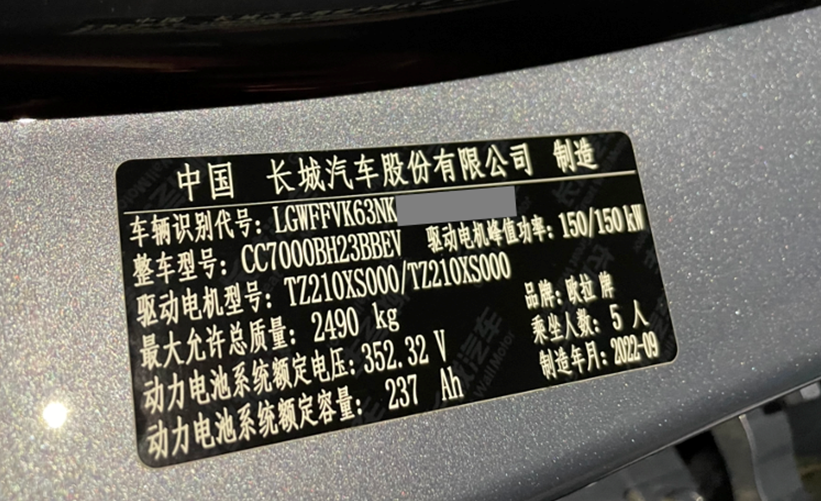 中国 长城汽车股份有限公司 制造
车辆识别代号: LGWFFVK63NK
整车型号: CC7000BH23BBEV 驱动电机峰值功率: 150/150 kW
驱动电机型号: TZ210XS000/TZ210XS000
最大允许总质量: 2490 kg 品牌: 欧拉 牌
动力电池系统额定电压: 352.32 V 乘坐人数: 5 人
动力电池系统额定容量: 237 Ah 制造年月: 2022-09